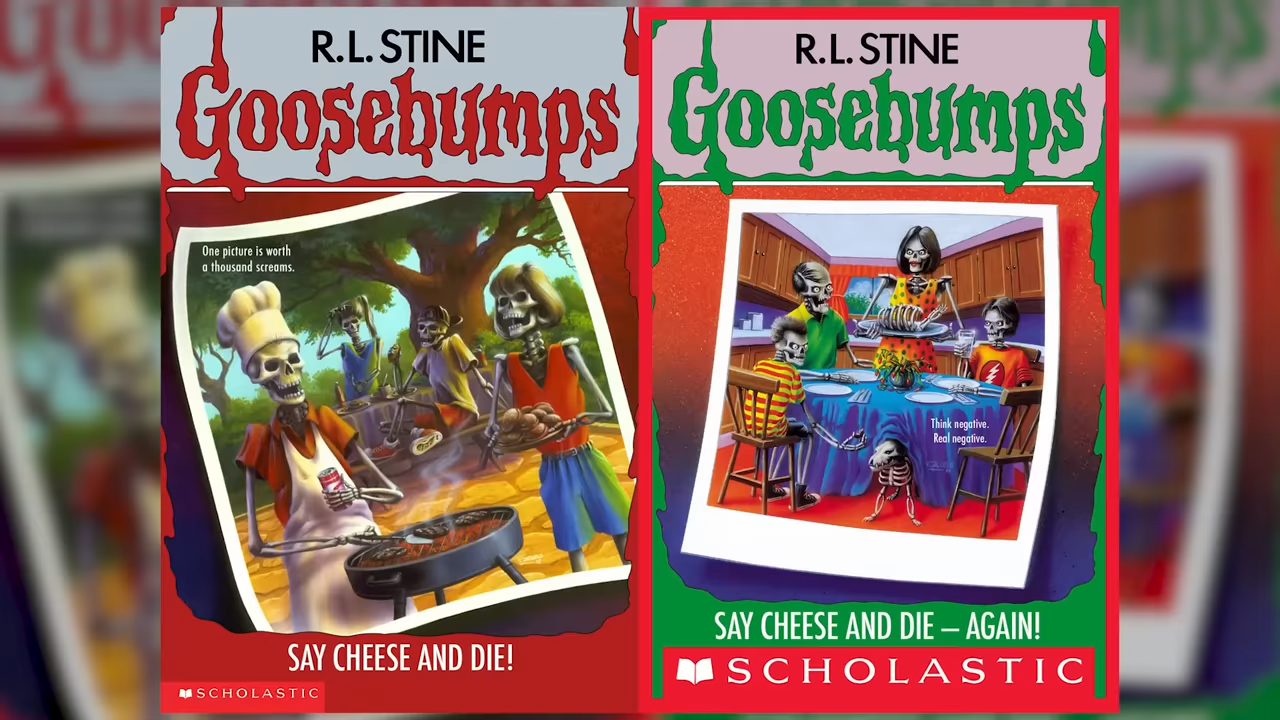 R.L. STINE
Goosebumps
One picture is worth
a thousand screams.
SAY CHEESE AND DIE!
SCHOLASTIC
R.L. STINE
Goosebumps
Think negative.
Real negative.
SAY CHEESE AND DIE – AGAIN!
SCHOLASTIC